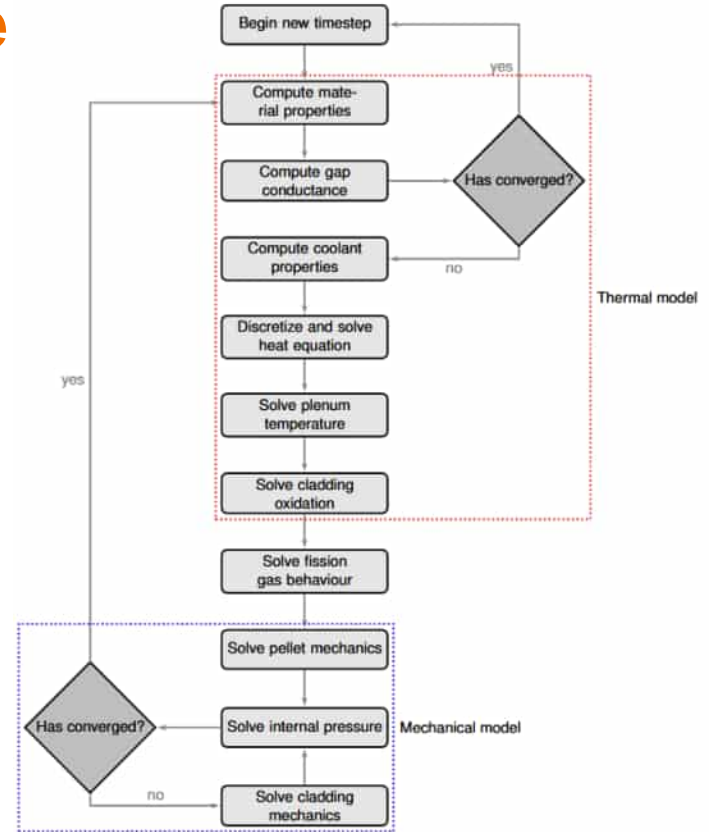 e
Begin new timestep
yes
Compute mate-
rial properties
Compute gap
conductance
Has converged?
Compute coolant
properties
no
Thermal model
Discretize and solve
heat equation
yes
Solve plenum
temperature
Solve cladding
oxidation
Solve fission
gas behaviour
Solve pellet mechanics
Has converged?
Solve internal pressure
Mechanical model
no
Solve cladding
mechanics